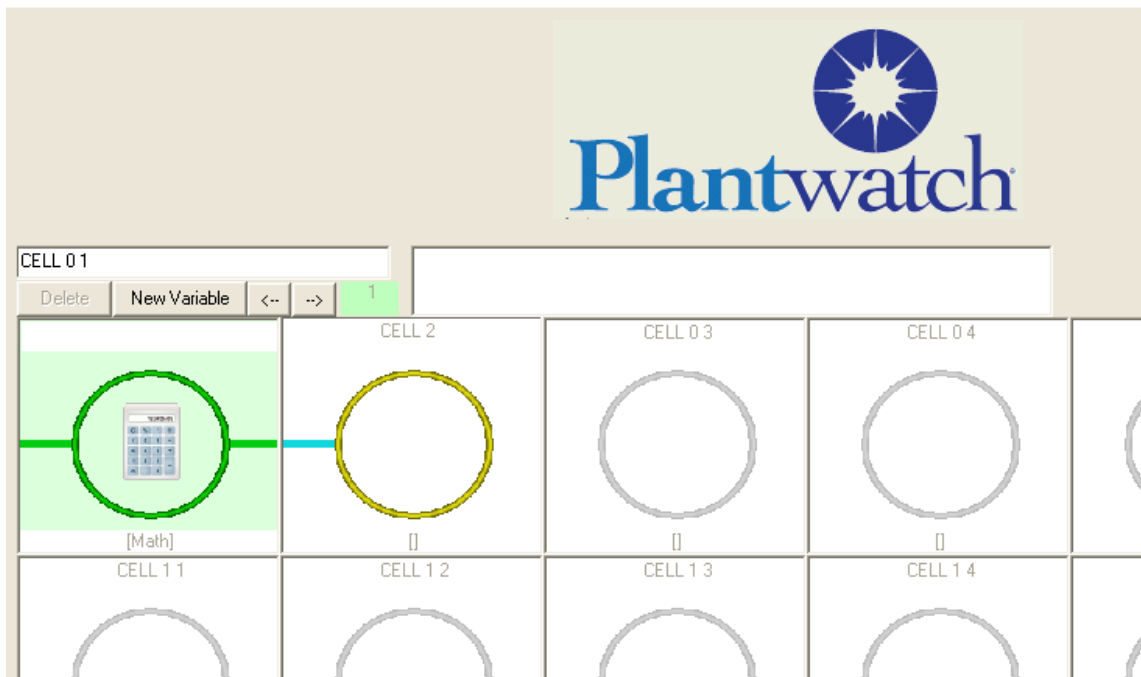 Plantwatch
CELL 0 1
Delete New Variable <-- --> 1
CELL 2 CELL 0 3 CELL 0 4
[Math] [] [] []
CELL 1 1 CELL 1 2 CELL 1 3 CELL 1 4